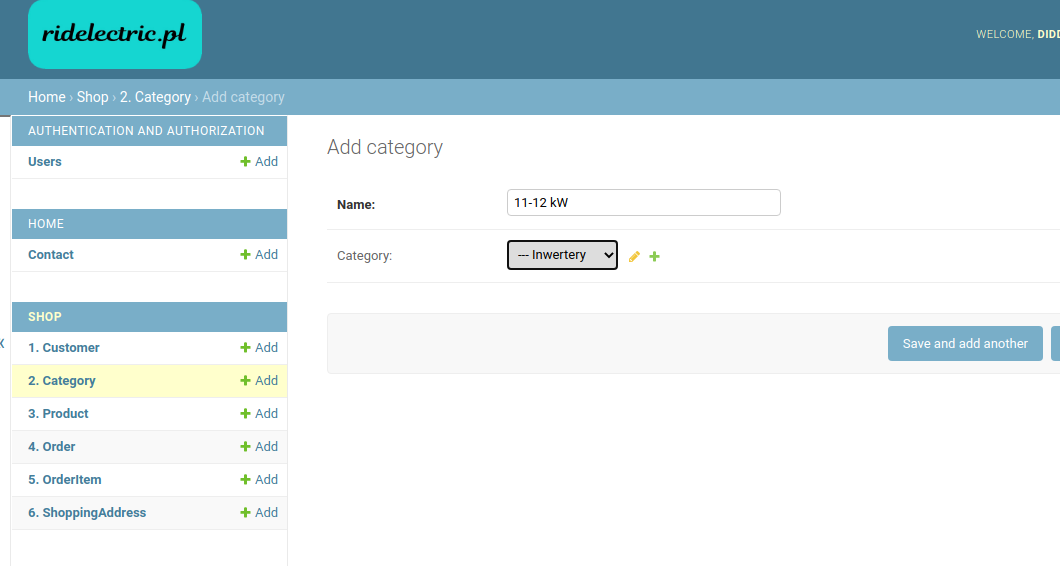 ridelectric.pl
WELCOME,
Home › Shop › 2. Category › Add category
AUTHENTICATION AND AUTHORIZATION
Users Add
HOME
Contact Add
SHOP
1. Customer Add
2. Category Add
3. Product Add
4. Order Add
5. OrderItem Add
6. ShoppingAddress Add
Add category
Name: 11-12 kW
Category: --- Inwertery
Save and add another